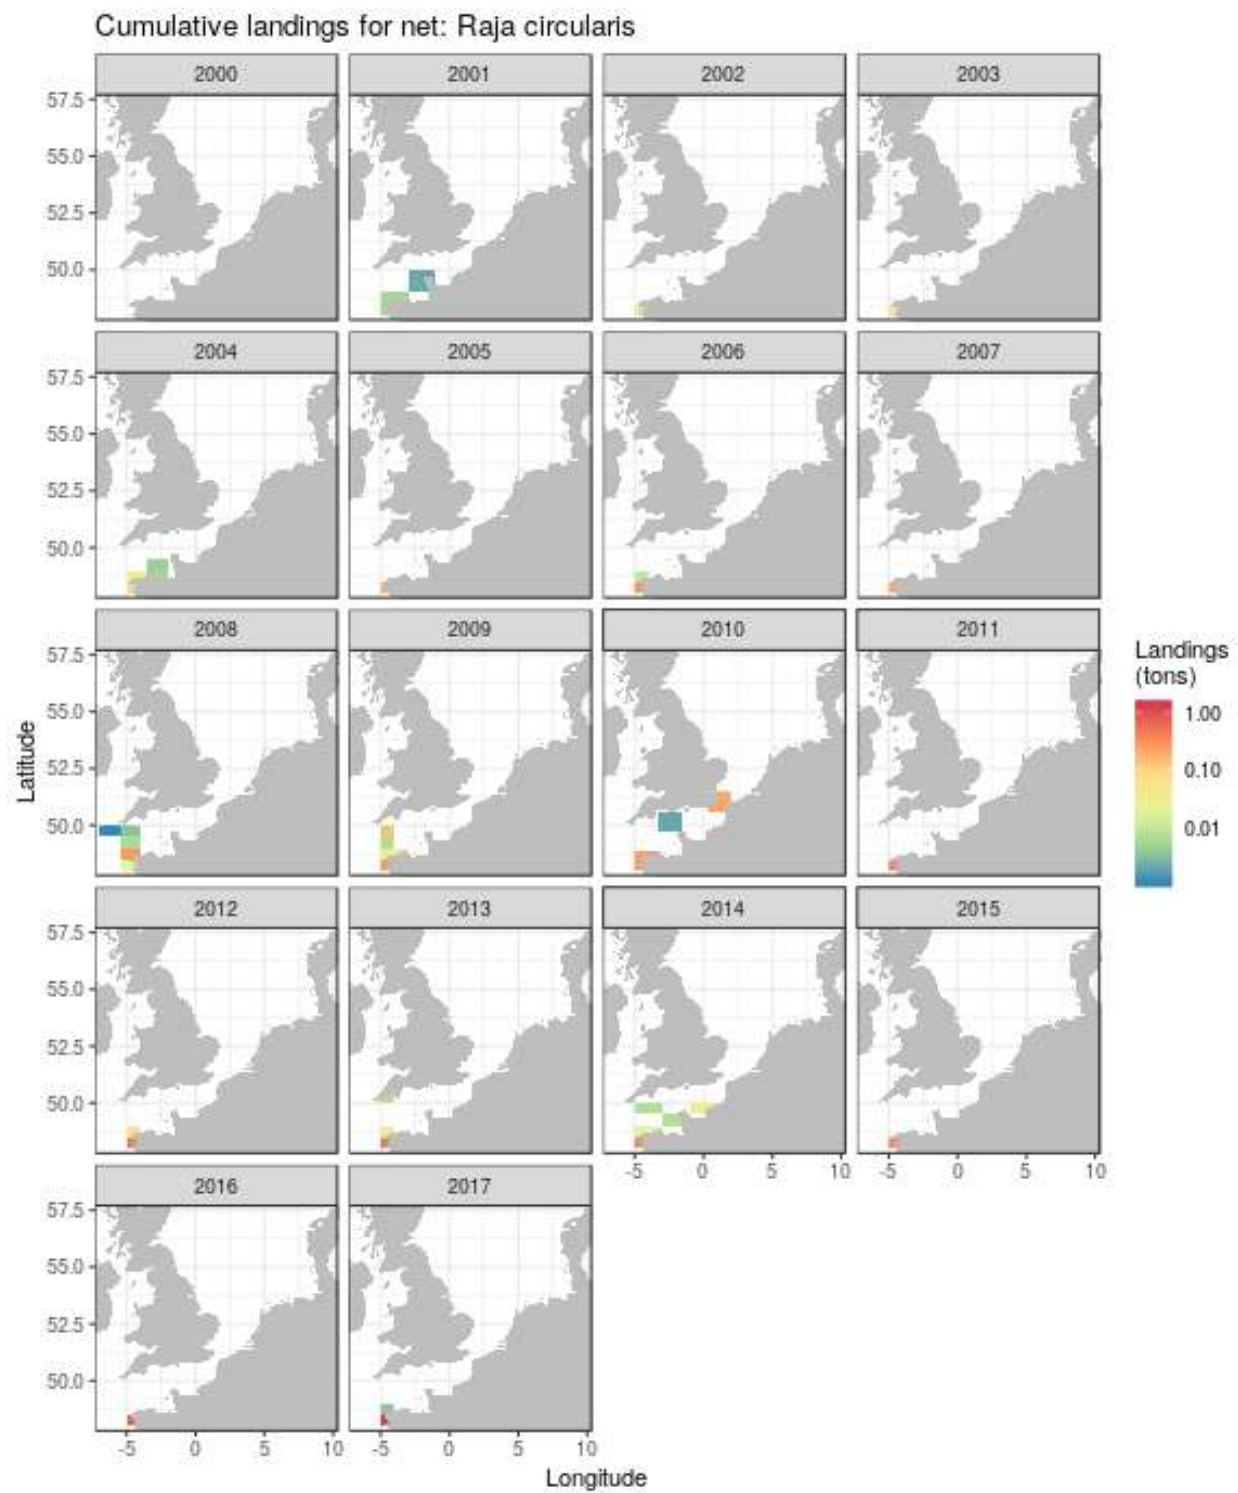 Cumulative landings for net: Raja circularis
2000 2001 2002 2003
57.5
55.0
52.5
50.0
2004 2005 2006 2007
57.5
55.0
52.5
50.0
2008 2009 2010 2011
57.5
55.0
52.5
50.0
Latitude
Landings
(tons)
1.00
0.10
0.01
2012 2013 2014 2015
57.5
55.0
52.5
50.0
-5 0 5 10 -5 0 5 10
2016 2017
57.5
55.0
52.5
50.0
-5 0 5 10 -5 0 5 10
Longitude